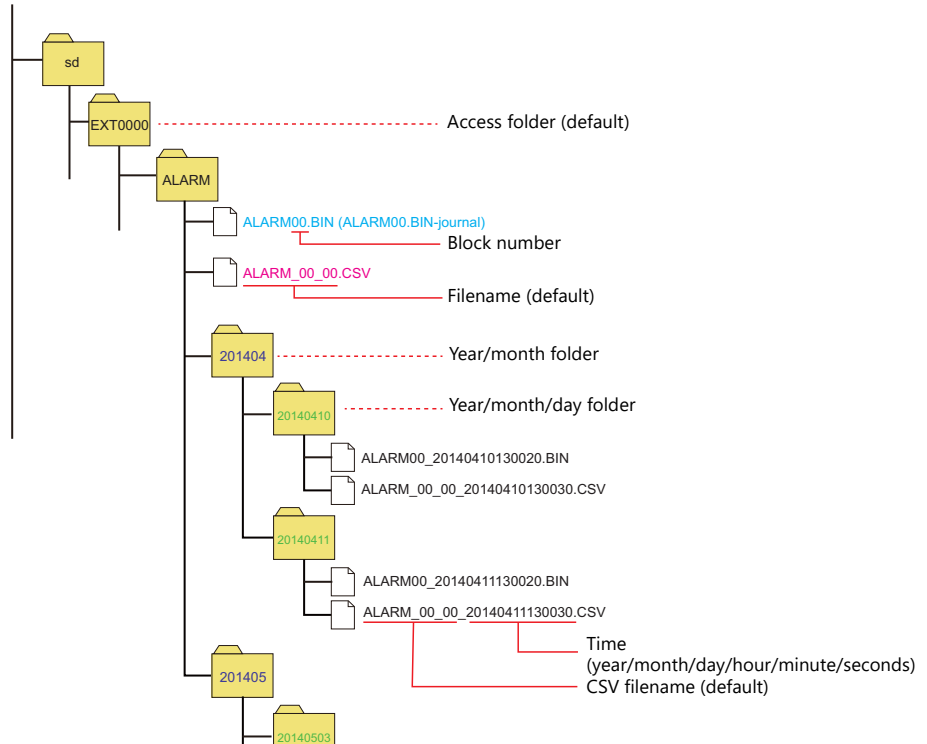 sd
EXT0000
Access folder (default)
ALARM
ALARM00.BIN (ALARM00.BIN-journal)
Block number
ALARM_00_00.CSV
Filename (default)
201404
Year/month folder
20140410
Year/month/day folder
ALARM00_20140410130020.BIN
ALARM_00_00_20140410130030.CSV
20140411
ALARM00_20140411130020.BIN
ALARM_00_00_20140411130030.CSV
Time
(year/month/day/hour/minute/seconds)
CSV filename (default)
201405
20140503